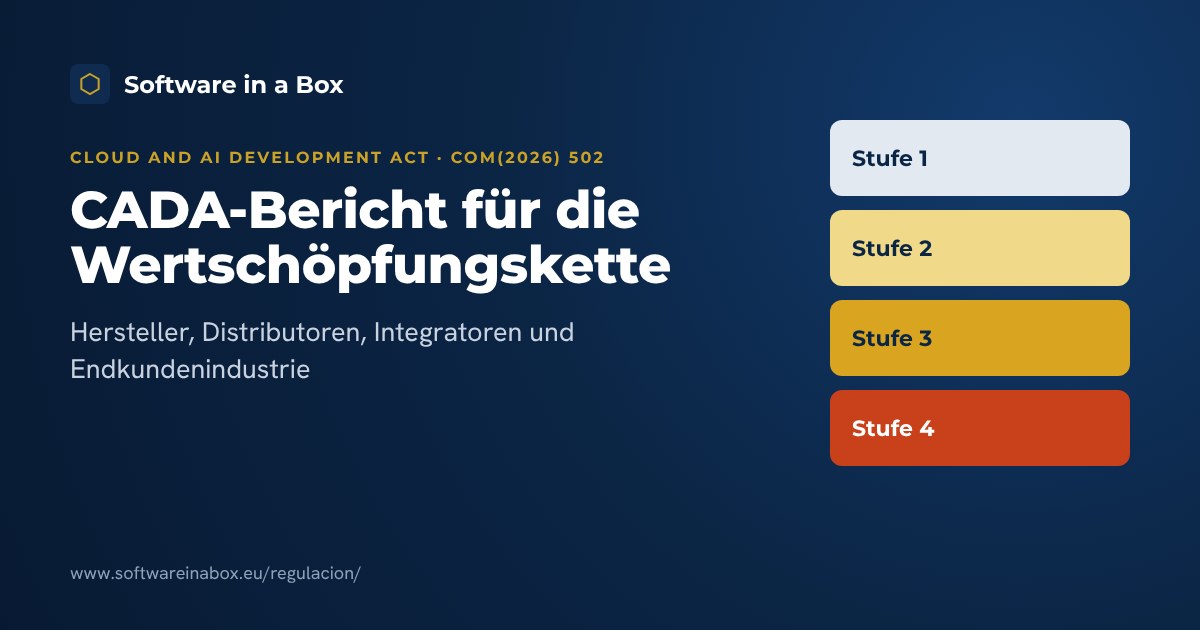 Software in a Box
CLOUD AND AI DEVELOPMENT ACT · COM(2026) 502
CADA-Bericht für die
Wertschöpfungskette
Hersteller, Distributoren, Integratoren und
Endkundenindustrie
Stufe 1
Stufe 2
Stufe 3
Stufe 4
www.softwareinabox.eu/regulacion/